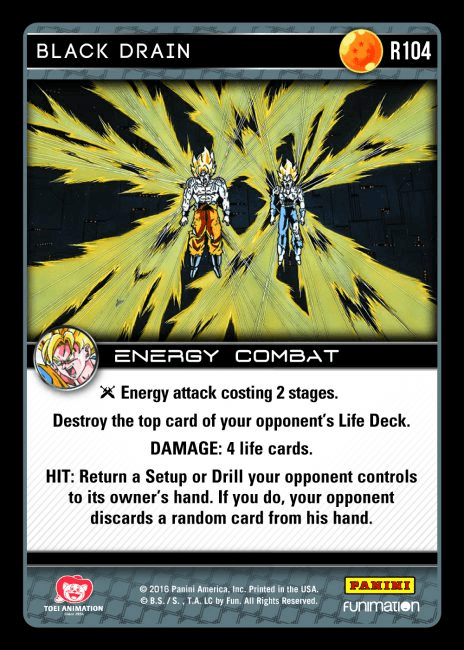 BLACK DRAIN
R104
ENERGY COMBAT
Energy attack costing 2 stages.
Destroy the top card of your opponent's Life Deck.
DAMAGE: 4 life cards.
HIT: Return a Setup or Drill your opponent controls
to its owner's hand. If you do, your opponent
discards a random card from his hand.
TOEI ANIMATION
© 2016 Panini America, Inc. Printed in the USA.
© B.S. / S. , T.A. LC by Fun. All Rights Reserved.
PANINI
FUNIMATION